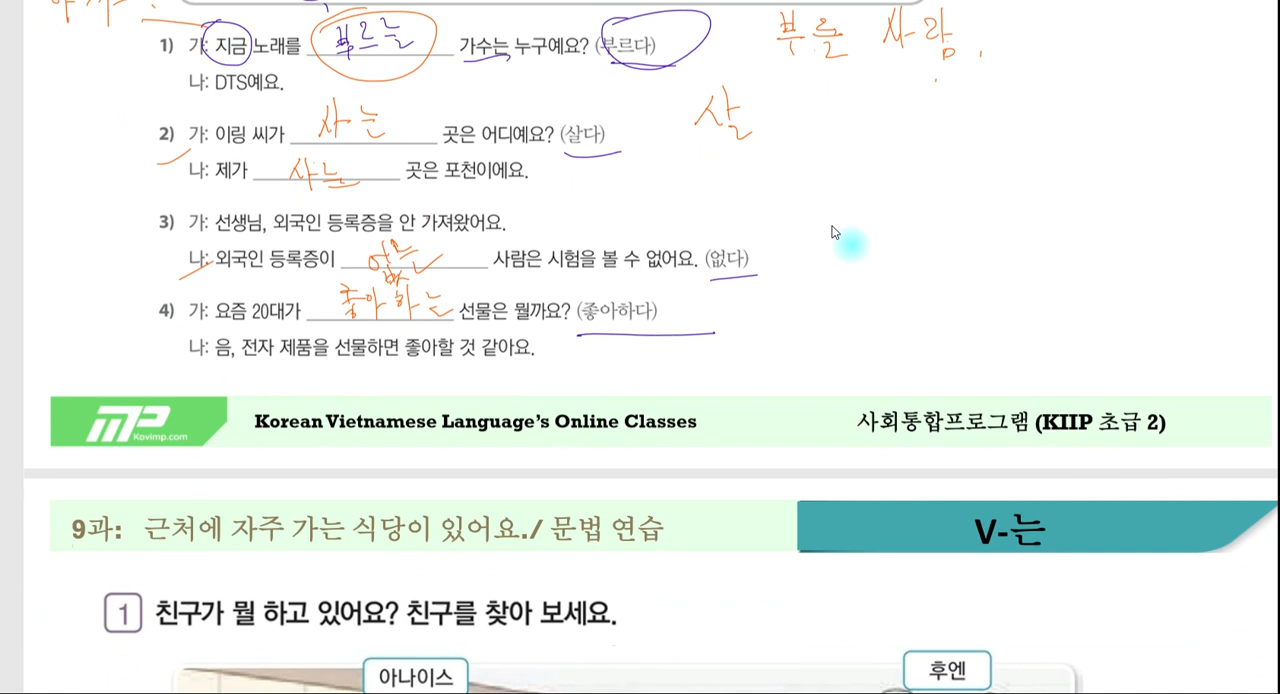 1) 가: 지금 노래를 부르는 가수는 누구예요? (부르다) 부를 사람.
나: DTS예요.
살
2) 가: 이링 씨가 사는 곳은 어디예요? (살다)
나: 제가 사는 곳은 포천이에요.
3) 가: 선생님, 외국인 등록증을 안 가져왔어요.
나: 외국인 등록증이 없는 사람은 시험을 볼 수 없어요. (없다)
4) 가: 요즘 20대가 좋아하는 선물은 뭘까요? (좋아하다)
나: 음, 전자 제품을 선물하면 좋아할 것 같아요.
MP Kovimp.com Korean Vietnamese Language's Online Classes 사회통합프로그램 (KIIP 초급 2)
9과: 근처에 자주 가는 식당이 있어요./ 문법 연습 V-는
1 친구가 뭘 하고 있어요? 친구를 찾아 보세요.
아나이스 후엔